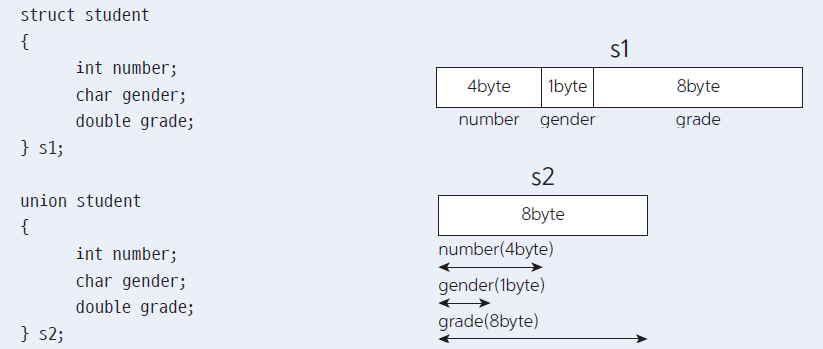 struct student
{
int number;
char gender;
double grade;
} s1;
s1
4byte 1byte 8byte
number gender grade
union student
{
int number;
char gender;
double grade;
} s2;
s2
8byte
number(4byte)
gender(1byte)
grade(8byte)